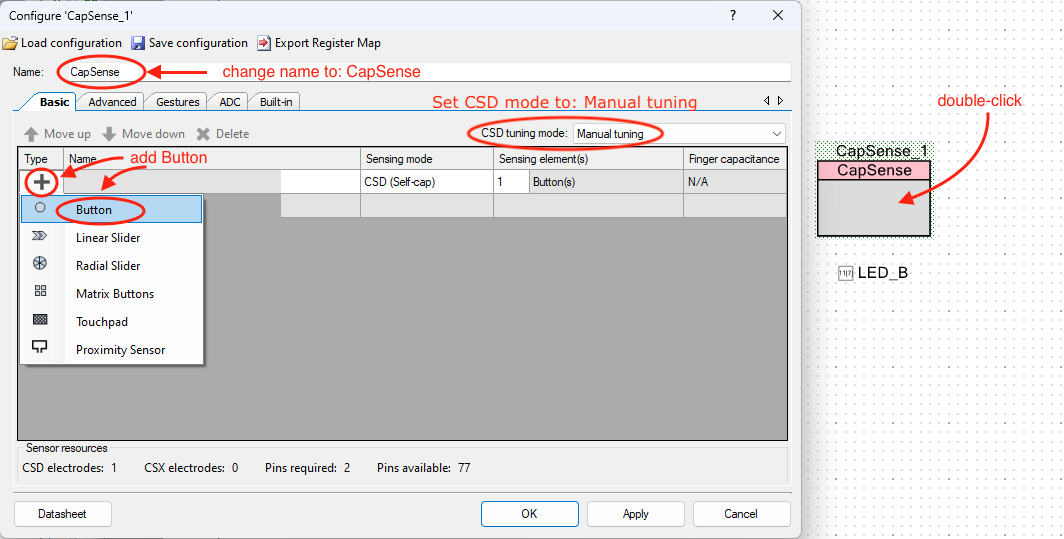 Configure 'CapSense_1'
?
Load configuration Save configuration Export Register Map
Name: CapSense change name to: CapSense
Basic Advanced Gestures ADC Built-in
Set CSD mode to: Manual tuning
Move up Move down Delete
CSD tuning mode: Manual tuning
Type Name Sensing mode Sensing element(s) Finger capacitance
add Button
CSD (Self-cap) 1 Button(s) N/A
Button
Linear Slider
Radial Slider
Matrix Buttons
Touchpad
Proximity Sensor
Sensor resources
CSD electrodes: 1 CSX electrodes: 0 Pins required: 2 Pins available: 77
Datasheet OK Apply Cancel
double-click
CapSense_1
CapSense
11[7] LED_B